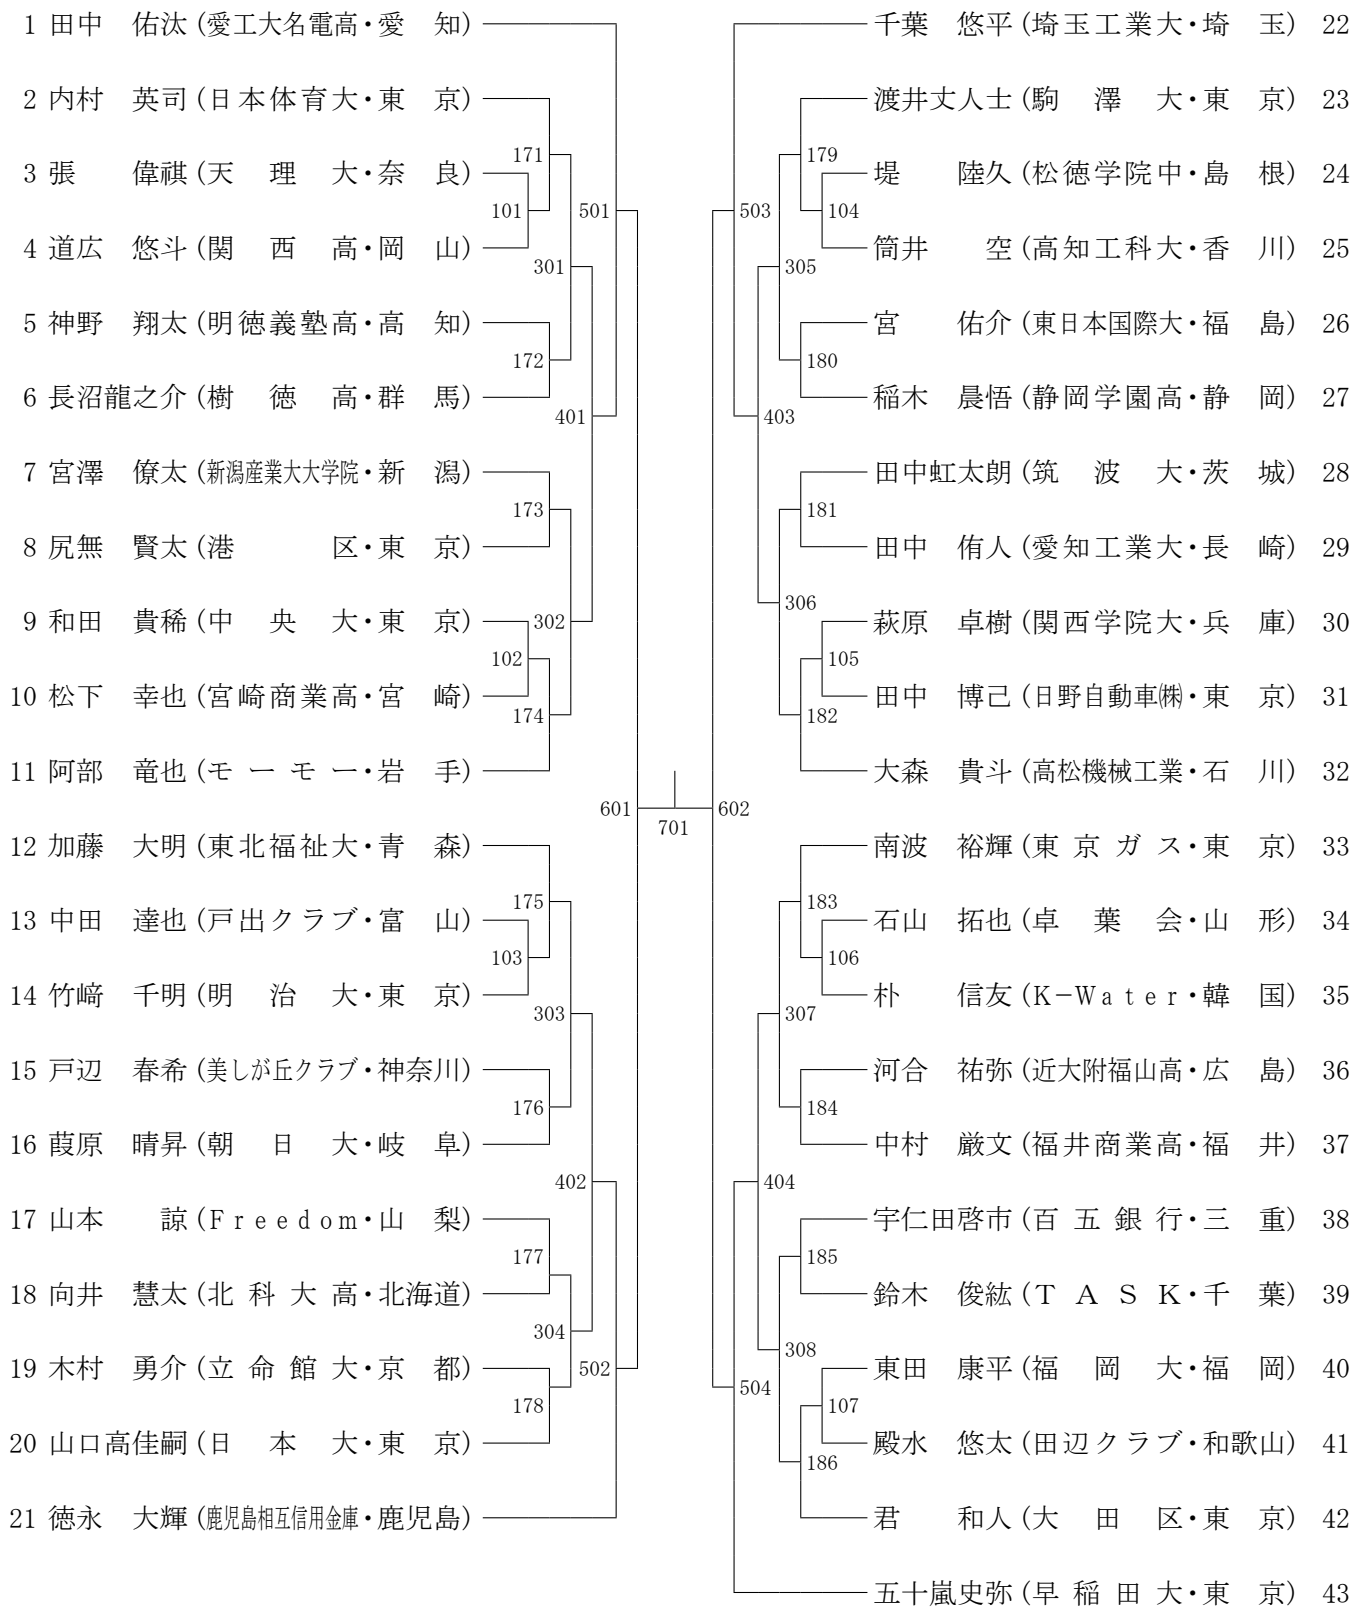 1 田中　佑汰 (愛工大名電高・愛　知)
2 内村　英司 (日本体育大・東　京)
171
3 張　偉祺 (天　理　大・奈　良)
101
501
4 道広　悠斗 (関　西　高・岡　山)
301
5 神野　翔太 (明徳義塾高・高　知)
172
6 長沼龍之介 (樹　徳　高・群　馬)
401
7 宮澤　僚太 (新潟産業大大学院・新　潟)
173
8 尻無　賢太 (港　区・東　京)
9 和田　貴稀 (中　央　大・東　京)
302
102
10 松下　幸也 (宮崎商業高・宮　崎)
174
11 阿部　竜也 (モーモー・岩　手)
601
701
602
12 加藤　大明 (東北福祉大・青　森)
175
13 中田　達也 (戸出クラブ・富　山)
103
14 竹﨑　千明 (明　治　大・東　京)
303
15 戸辺　春希 (美しが丘クラブ・神奈川)
176
16 葭原　晴昇 (朝　日　大・岐　阜)
402
17 山本　諒 (Freedom・山　梨)
177
18 向井　慧太 (北科大高・北海道)
304
19 木村　勇介 (立命館大・京　都)
502
178
20 山口高佳嗣 (日　本　大・東　京)
21 徳永　大輝 (鹿児島相互信用金庫・鹿児島)
千葉　悠平 (埼玉工業大・埼　玉) 22
渡井丈人士 (駒　澤　大・東　京) 23
179
堤　陸久 (松徳学院中・島　根) 24
503
104
筒井　空 (高知工科大・香　川) 25
305
宮　佑介 (東日本国際大・福　島) 26
180
稲木　晨悟 (静岡学園高・静　岡) 27
403
田中虹太朗 (筑　波　大・茨　城) 28
181
田中　侑人 (愛知工業大・長　崎) 29
306
萩原　卓樹 (関西学院大・兵　庫) 30
105
田中　博己 (日野自動車㈱・東　京) 31
182
大森　貴斗 (高松機械工業・石　川) 32
南波　裕輝 (東京ガス・東　京) 33
183
石山　拓也 (卓　葉　会・山　形) 34
106
朴　信友 (K-Water・韓　国) 35
307
河合　祐弥 (近大附福山高・広　島) 36
184
中村　厳文 (福井商業高・福　井) 37
404
宇仁田啓市 (百五銀行・三　重) 38
185
鈴木　俊紘 (TASK・千　葉) 39
308
東田　康平 (福　岡　大・福　岡) 40
504
107
殿水　悠太 (田辺クラブ・和歌山) 41
186
君　和人 (大　田　区・東　京) 42
五十嵐史弥 (早稲田大・東　京) 43